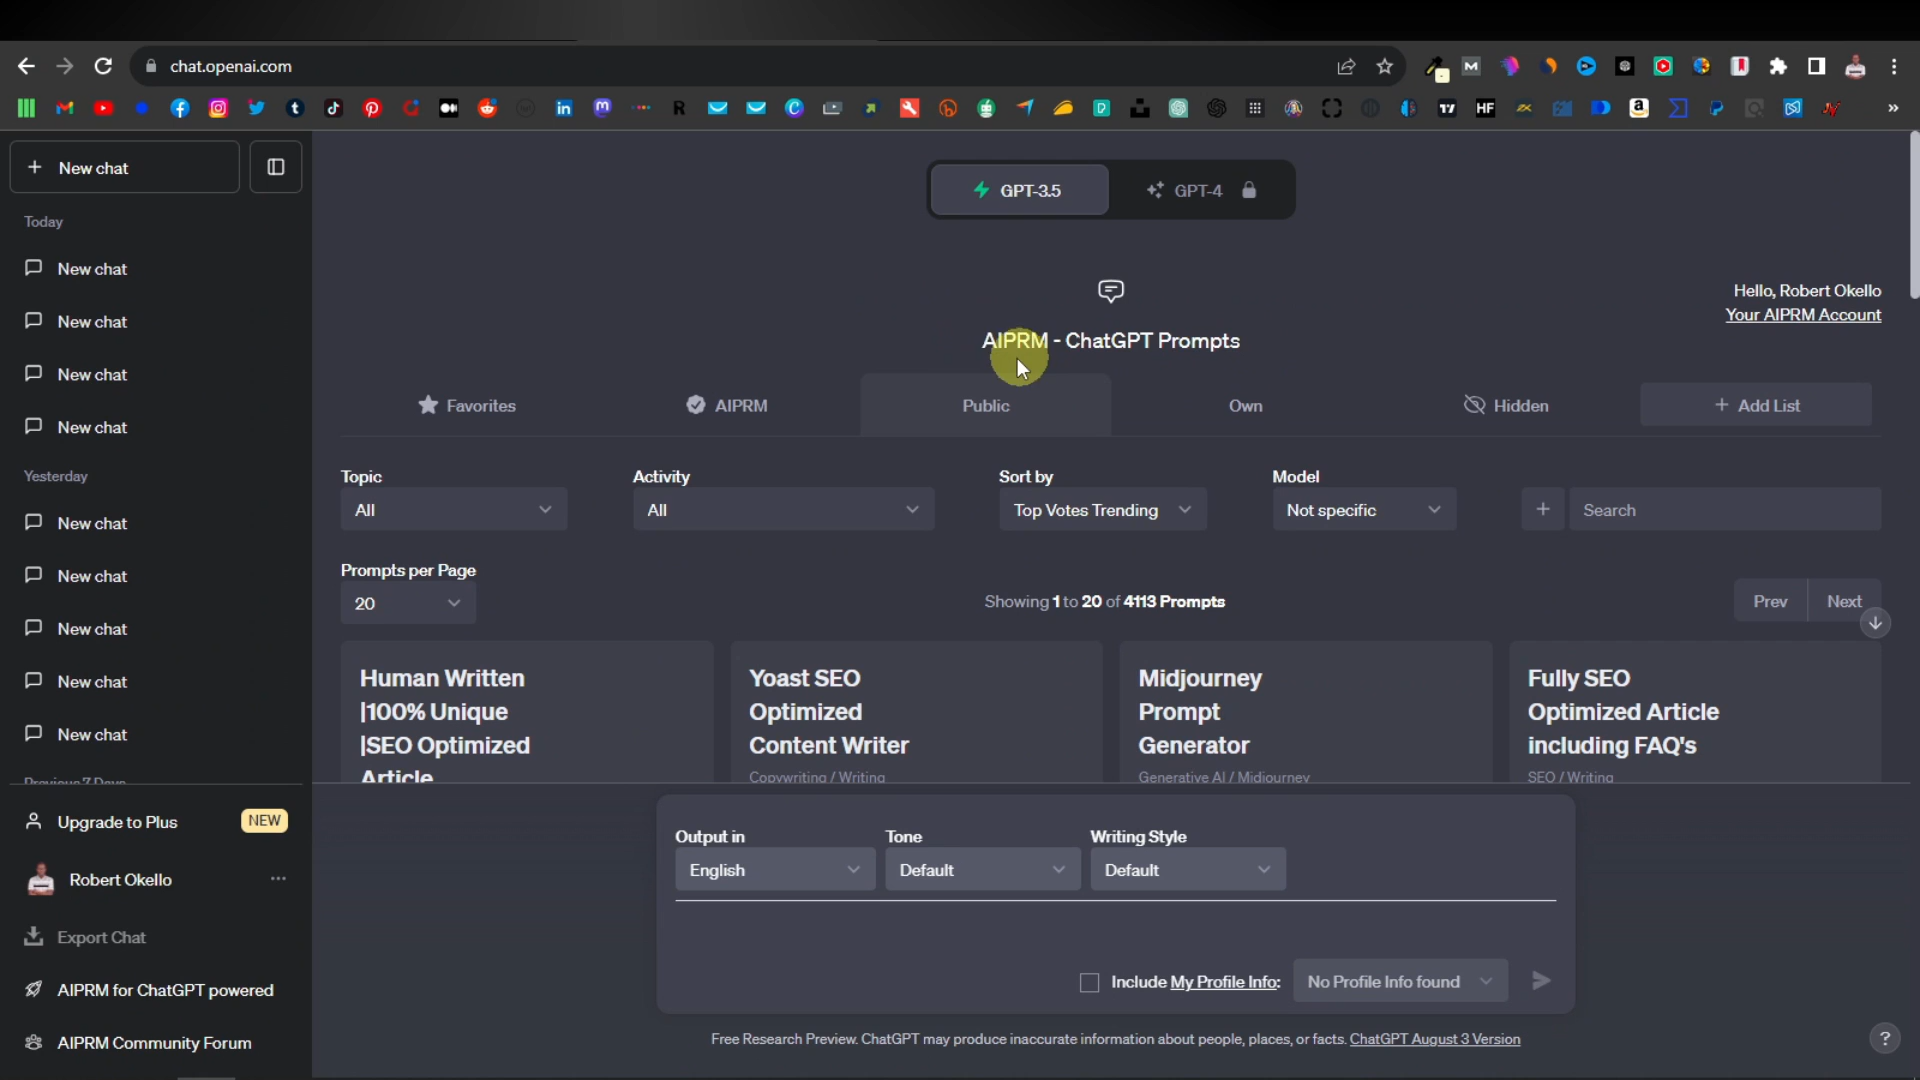 chat.openai.com
New chat
Today
New chat
New chat
New chat
New chat
Yesterday
New chat
New chat
New chat
New chat
New chat
Previous 7 Days
Upgrade to Plus NEW
Robert Okello
Export Chat
AIPRM for ChatGPT powered
AIPRM Community Forum
GPT-3.5 GPT-4
Hello, Robert Okello
Your AIPRM Account
AIPRM - ChatGPT Prompts
Favorites AIPRM Public Own Hidden + Add List
Topic Activity Sort by Model
All All Top Votes Trending Not specific + Search
Prompts per Page
20 Showing 1 to 20 of 4113 Prompts Prev Next
Human Written
|100% Unique
|SEO Optimized
Article
Yoast SEO
Optimized
Content Writer
Copywriting / Writing
Midjourney
Prompt
Generator
Generative AI / Midjourney
Fully SEO
Optimized Article
including FAQ's
SEO / Writing
Output in Tone Writing Style
English Default Default
Include My Profile Info: No Profile Info found
Free Research Preview. ChatGPT may produce inaccurate information about people, places, or facts. ChatGPT August 3 Version
?